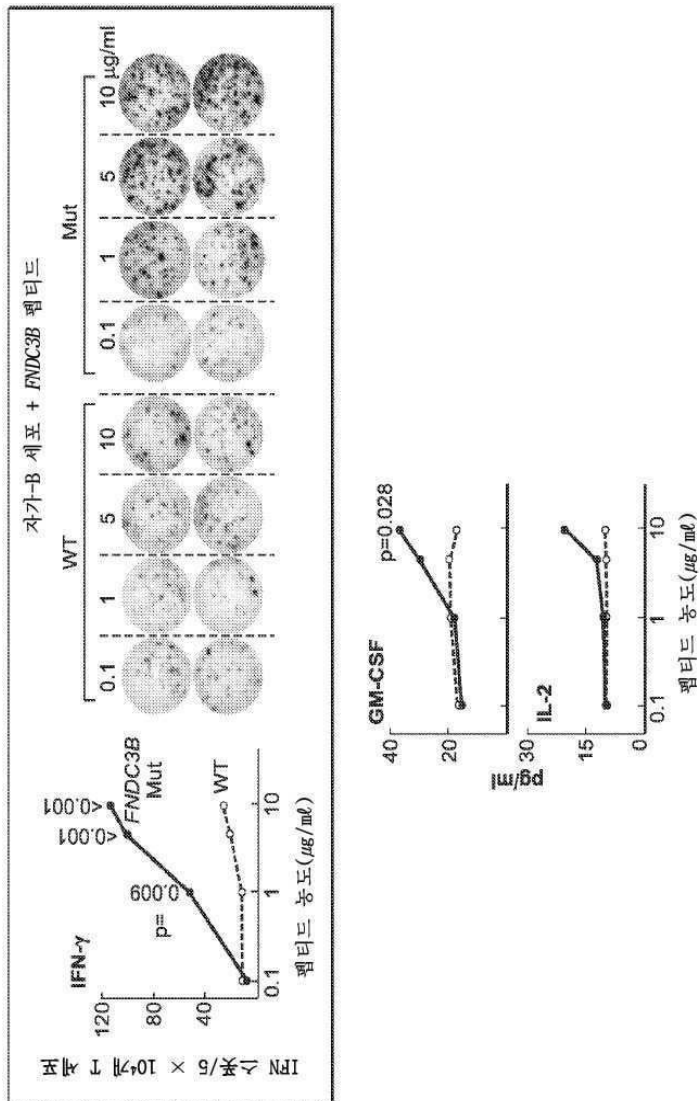 자가-B 세포 + FNDC3B 펩티드
WT
Mut
0.1 1 5 10 0.1 1 5 10 μg/ml
IFN-γ
120
80
40
p=
0.009
<0.001
<0.001
FNDC3B
Mut
WT
0.1 1 10
펩티드 농도(μg/㎖)
IFN 스폿/5 × 10⁴개 T 세포
GM-CSF
p=0.028
40
20
pg/ml
IL-2
30
15
0
0.1 1 10
펩티드 농도(μg/㎖)